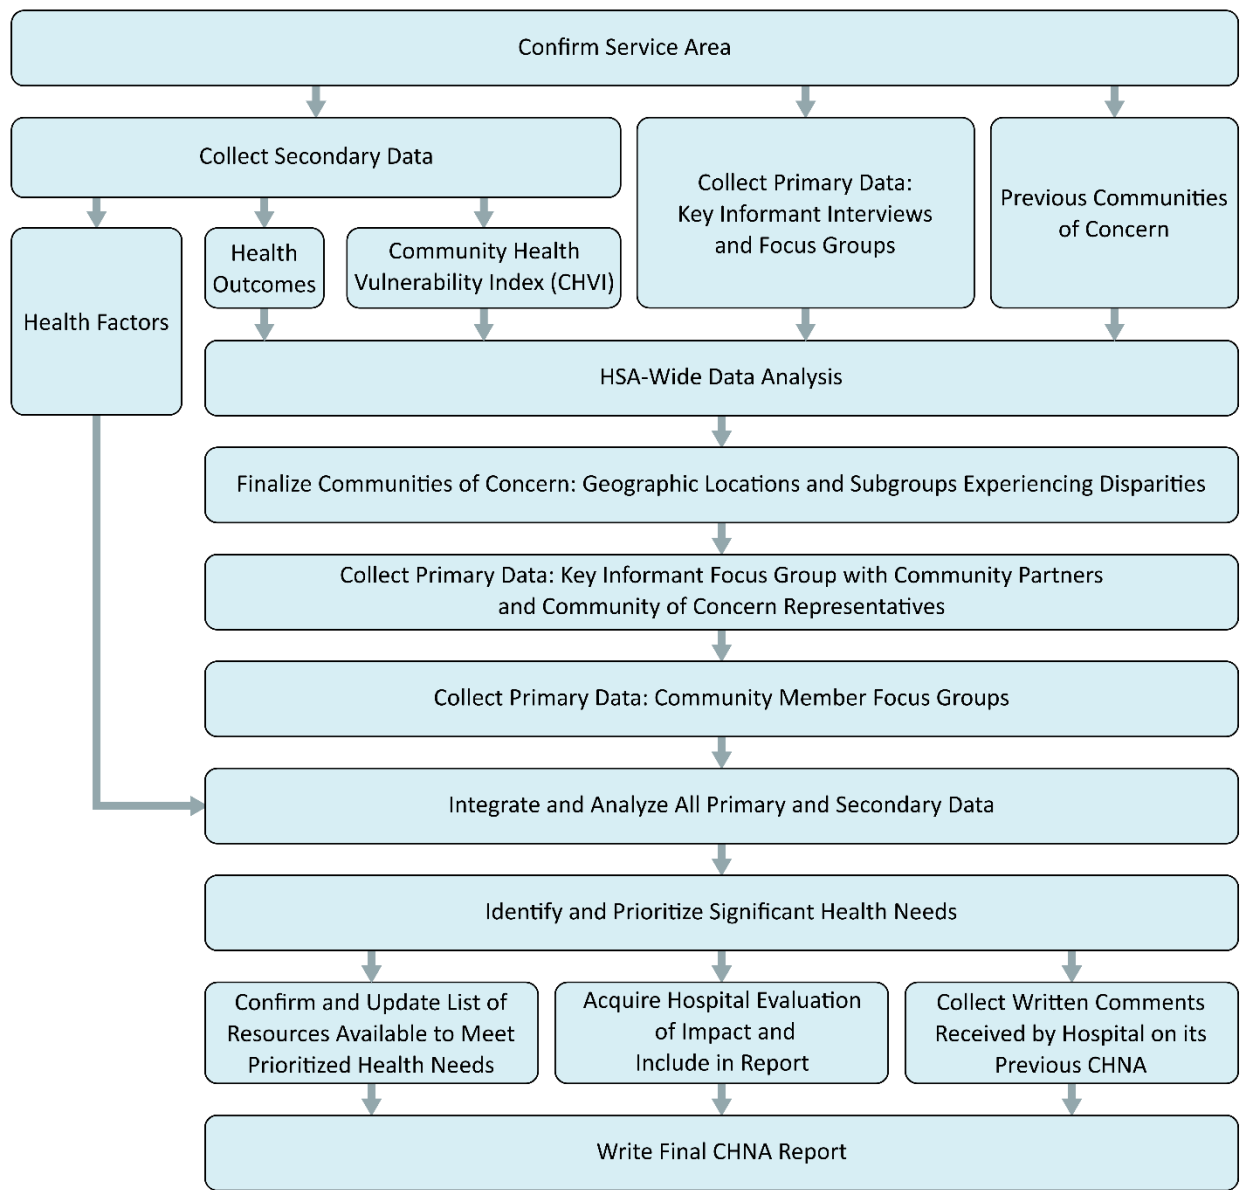 Confirm Service Area
Collect Secondary Data
Collect Primary Data:
Key Informant Interviews
and Focus Groups
Previous Communities
of Concern
Health Factors
Health
Outcomes
Community Health
Vulnerability Index (CHVI)
HSA-Wide Data Analysis
Finalize Communities of Concern: Geographic Locations and Subgroups Experiencing Disparities
Collect Primary Data: Key Informant Focus Group with Community Partners
and Community of Concern Representatives
Collect Primary Data: Community Member Focus Groups
Integrate and Analyze All Primary and Secondary Data
Identify and Prioritize Significant Health Needs
Confirm and Update List of
Resources Available to Meet
Prioritized Health Needs
Acquire Hospital Evaluation
of Impact and
Include in Report
Collect Written Comments
Received by Hospital on its
Previous CHNA
Write Final CHNA Report